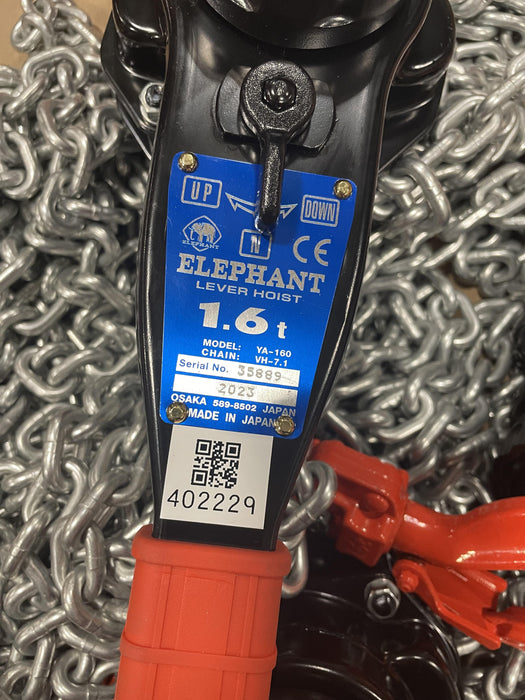 UP
DOWN
N
ELEPHANT
CE
ELEPHANT
LEVER HOIST
1.6 t
MODEL: YA-160
CHAIN: VH-7.1
Serial No. 35889
2023
OSAKA 589-8502 JAPAN
MADE IN JAPAN
402229